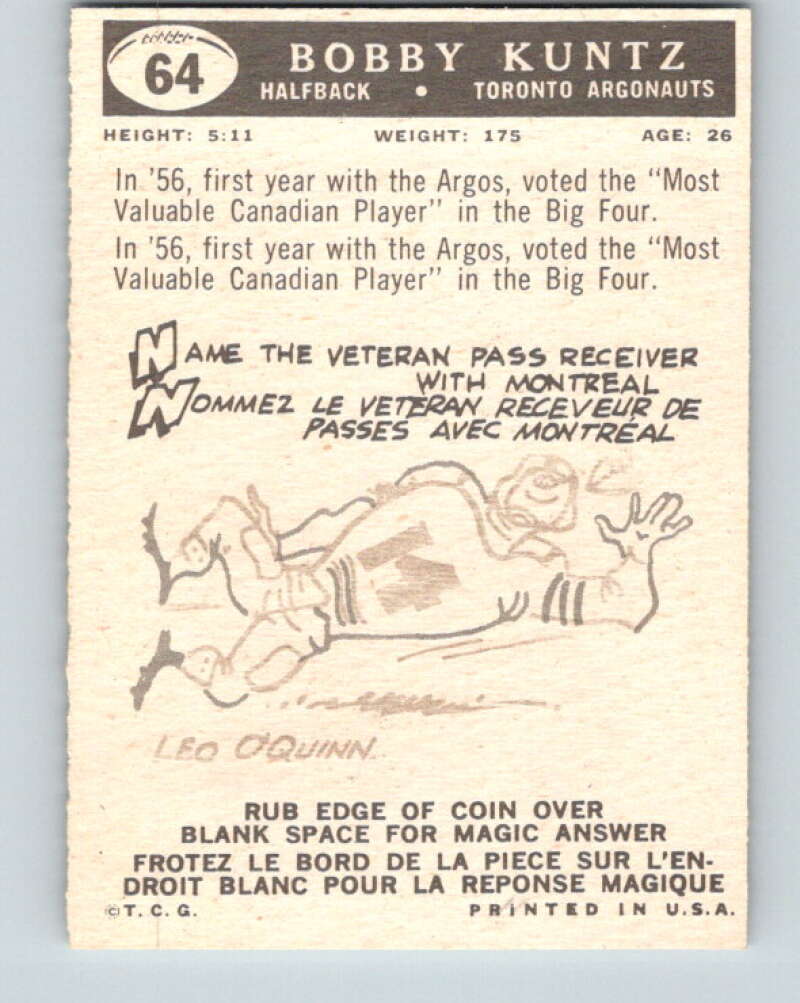 64
BOBBY KUNTZ
HALFBACK • TORONTO ARGONAUTS
HEIGHT: 5:11 WEIGHT: 175 AGE: 26
In '56, first year with the Argos, voted the "Most
Valuable Canadian Player" in the Big Four.
In '56, first year with the Argos, voted the "Most
Valuable Canadian Player" in the Big Four.
NAME THE VETERAN PASS RECEIVER
WITH MONTREAL
NOMMEZ LE VETERAN RECEVEUR DE
PASSES AVEC MONTRÉAL
LEO O'QUINN
RUB EDGE OF COIN OVER
BLANK SPACE FOR MAGIC ANSWER
FROTEZ LE BORD DE LA PIECE SUR L'EN-
DROIT BLANC POUR LA REPONSE MAGIQUE
©T.C.G. PRINTED IN U.S.A.